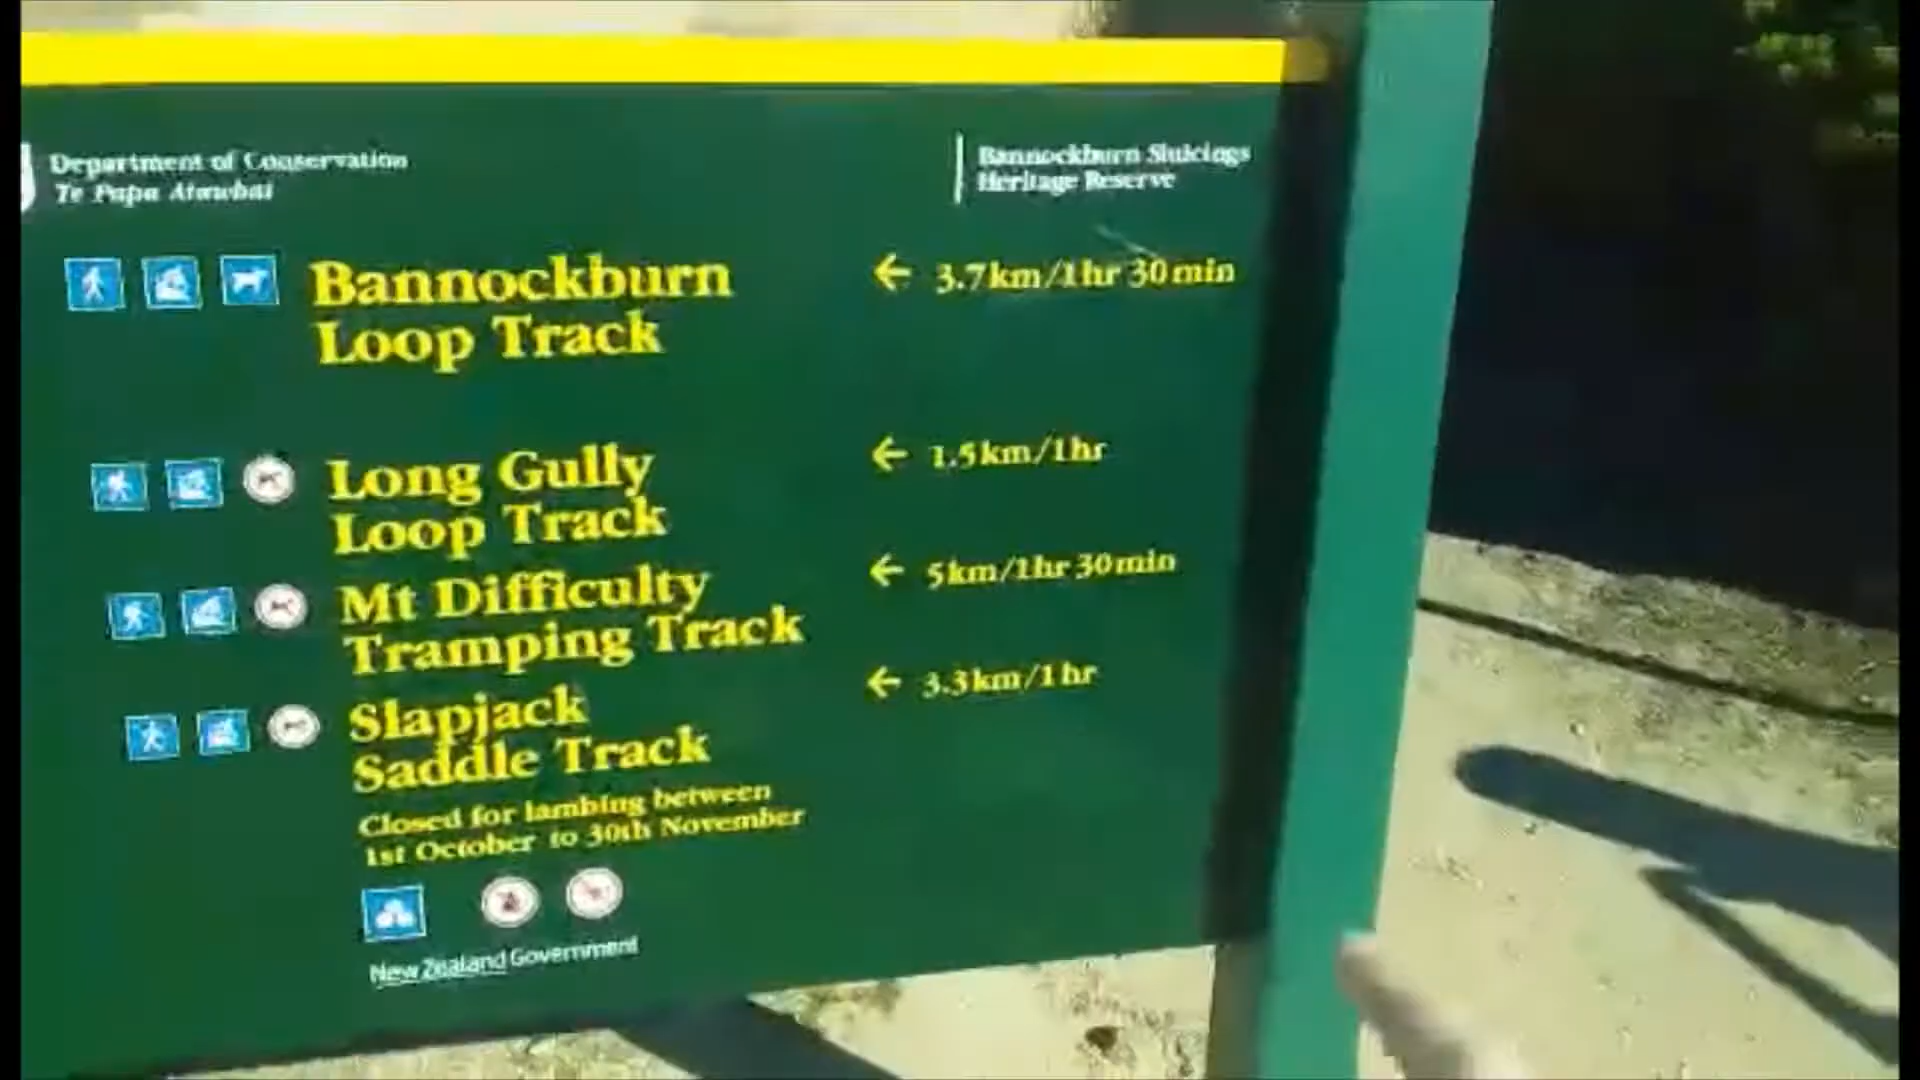 Department of Conservation
Te Papa Atawhai
Bannockburn Sluicings
Heritage Reserve
Bannockburn
Loop Track
← 3.7km/1hr 30min
Long Gully
Loop Track
← 1.5km/1hr
Mt Difficulty
Tramping Track
← 5km/1hr 30min
Slapjack
Saddle Track
← 3.3km/1hr
Closed for lambing between
1st October to 30th November
New Zealand Government